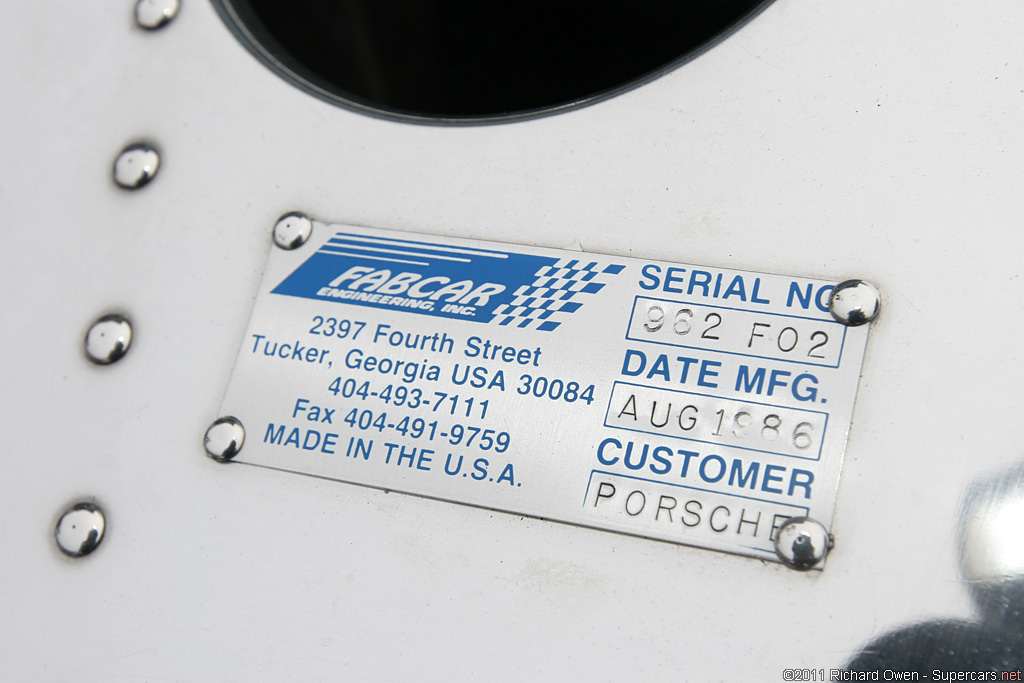 FABCAR
ENGINEERING, INC.
2397 Fourth Street
Tucker, Georgia USA 30084
404-493-7111
Fax 404-491-9759
MADE IN THE U.S.A.
SERIAL NO
962 F02
DATE MFG.
AUG 1986
CUSTOMER
PORSCHE
©2011 Richard Owen - Supercars.net